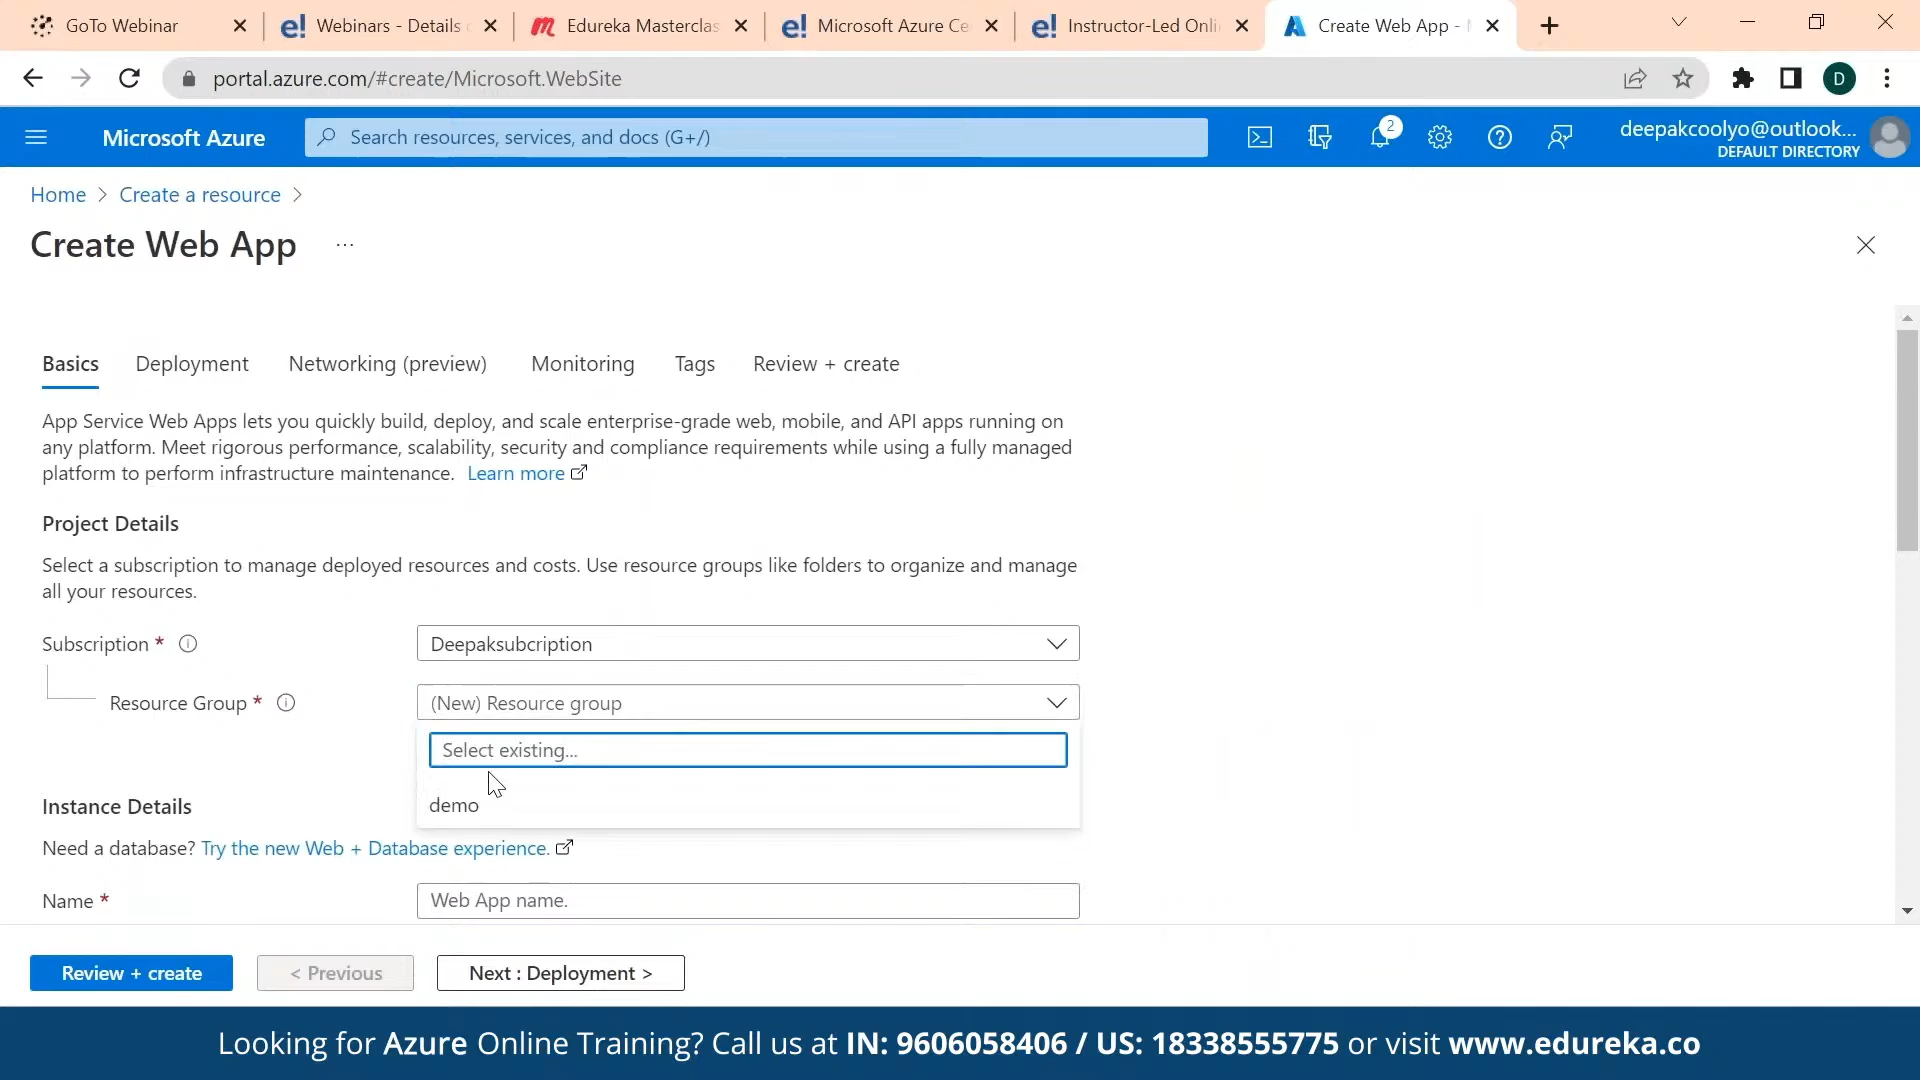 GoTo Webinar
Webinars - Details
Edureka Masterclas
Microsoft Azure Ce
Instructor-Led Onli
Create Web App -
portal.azure.com/#create/Microsoft.WebSite
D
Microsoft Azure
Search resources, services, and docs (G+/)
2
deepakcoolyo@outlook...
DEFAULT DIRECTORY
Home > Create a resource >
Create Web App ...
Basics Deployment Networking (preview) Monitoring Tags Review + create
App Service Web Apps lets you quickly build, deploy, and scale enterprise-grade web, mobile, and API apps running on
any platform. Meet rigorous performance, scalability, security and compliance requirements while using a fully managed
platform to perform infrastructure maintenance. Learn more
Project Details
Select a subscription to manage deployed resources and costs. Use resource groups like folders to organize and manage
all your resources.
Subscription *
Deepaksubcription
Resource Group *
(New) Resource group
Select existing...
demo
Instance Details
Need a database? Try the new Web + Database experience.
Name *
Web App name.
Review + create
< Previous
Next : Deployment >
Looking for Azure Online Training? Call us at IN: 9606058406 / US: 18338555775 or visit www.edureka.co